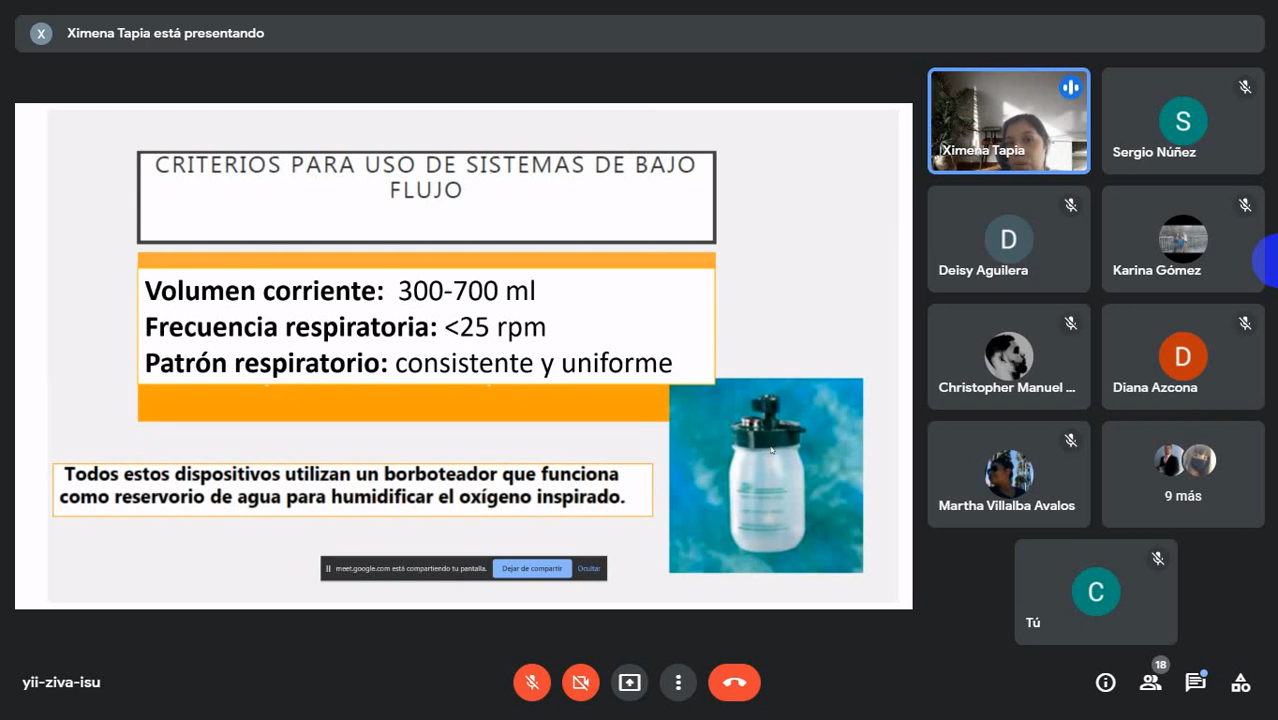 X
Ximena Tapia está presentando
CRITERIOS PARA USO DE SISTEMAS DE BAJO
FLUJO
Volumen corriente: 300-700 ml
Frecuencia respiratoria: <25 rpm
Patrón respiratorio: consistente y uniforme
Todos estos dispositivos utilizan un borboteador que funciona
como reservorio de agua para humidificar el oxígeno inspirado.
meet.google.com está compartiendo tu pantalla.
Dejar de compartir
Ocultar
Ximena Tapia
S
Sergio Núñez
D
Deisy Aguilera
Karina Gómez
Christopher Manuel ...
D
Diana Azcona
Martha Villalba Avalos
9 más
C
Tú
yii-ziva-isu
18